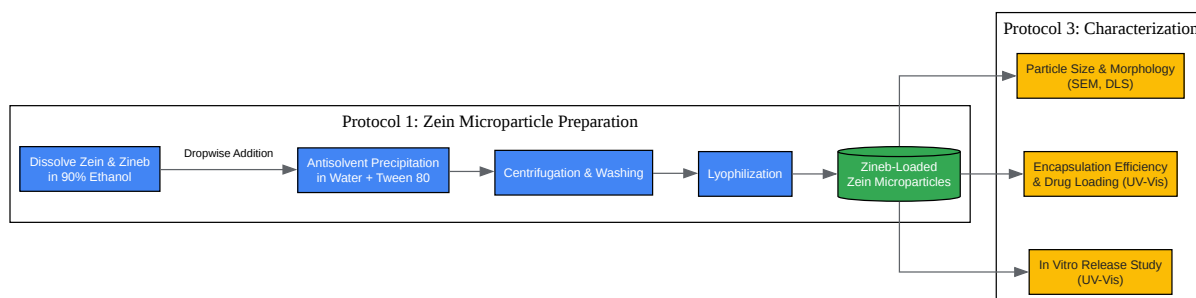 Protocol 3: Characterization
Particle Size & Morphology
(SEM, DLS)
Protocol 1: Zein Microparticle Preparation
Dissolve Zein & Zineb
in 90% Ethanol
Dropwise Addition
Antisolvent Precipitation
in Water + Tween 80
Centrifugation & Washing
Lyophilization
Zineb-Loaded
Zein Microparticles
Encapsulation Efficiency
& Drug Loading (UV-Vis)
In Vitro Release Study
(UV-Vis)